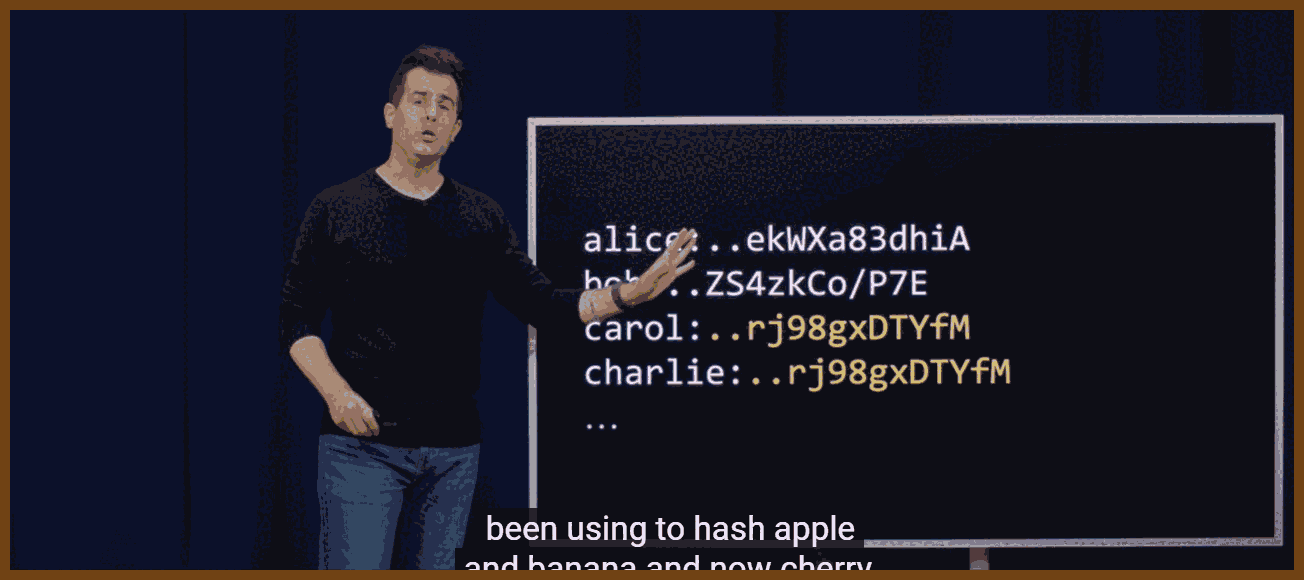 alice:..ekWXa83dhiA
..ZS4zkCo/P7E
carol:..rj98gxDTYfM
charlie:..rj98gxDTYfM
...
been using to hash apple
and banana and now cherry